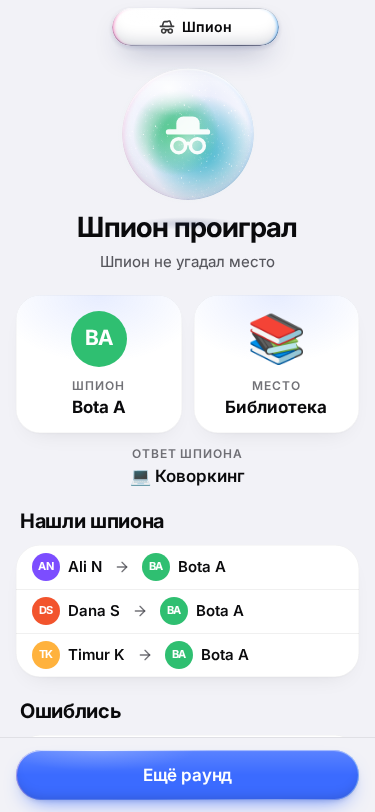 Шпион
Шпион проиграл
Шпион не угадал место
BA
ШПИОН
Bota A
МЕСТО
Библиотека
ОТВЕТ ШПИОНА
💻 Коворкинг
Нашли шпиона
AN Ali N → BA Bota A
DS Dana S → BA Bota A
TK Timur K → BA Bota A
Ошиблись
Ещё раунд